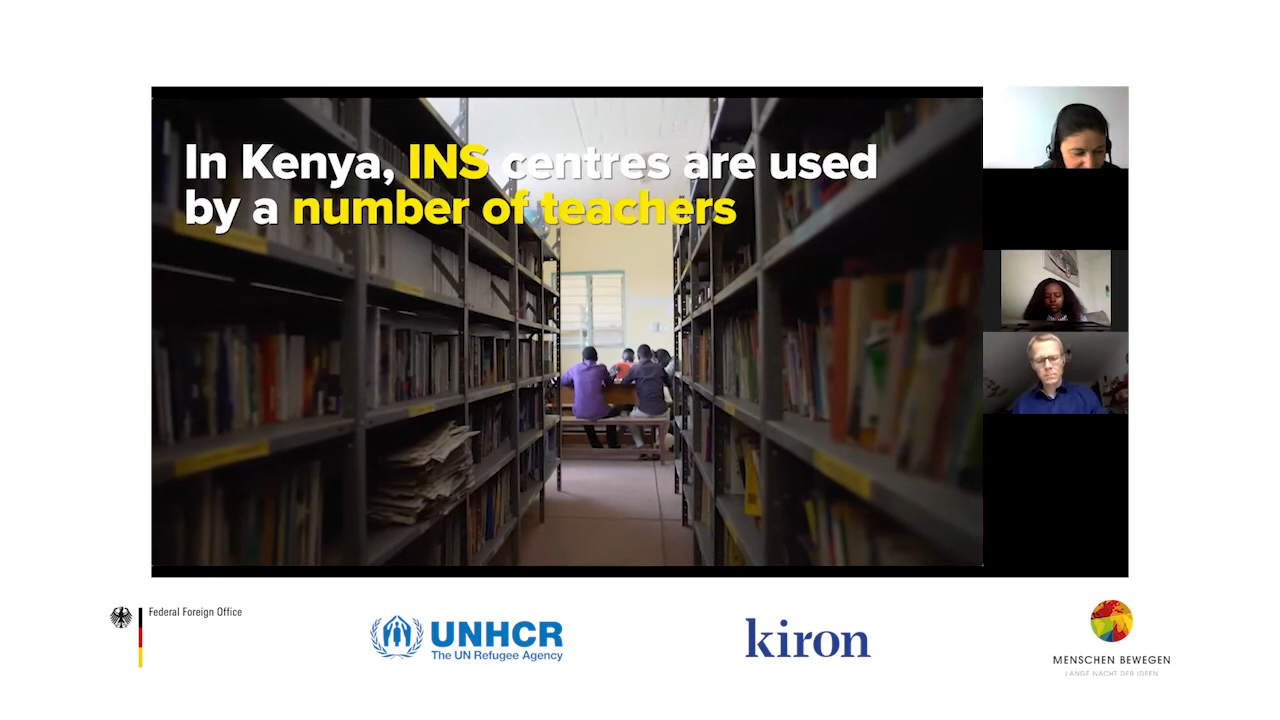 In Kenya, INS centres are used
by a number of teachers
Federal Foreign Office
UNHCR
The UN Refugee Agency
kiron
MENSCHEN BEWEGEN
LANGE NACHT DER IDEEN